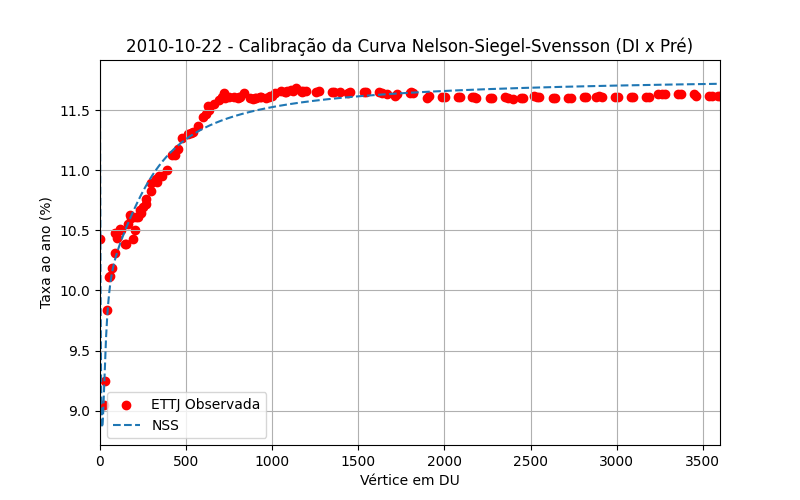 2010-10-22 - Calibração da Curva Nelson-Siegel-Svensson (DI x Pré)
Taxa ao ano (%)
11.5
11.0
10.5
10.0
9.5
9.0
ETTJ Observada
NSS
0 500 1000 1500 2000 2500 3000 3500
Vértice em DU